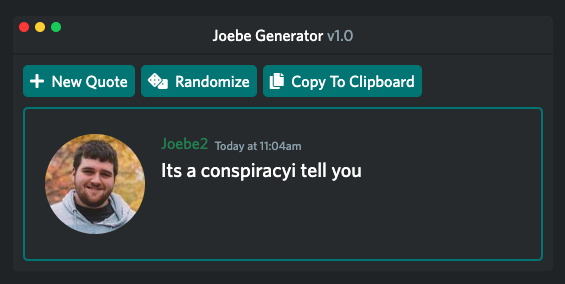 Joebe Generator v1.0
New Quote Randomize Copy To Clipboard
Joebe2 Today at 11:04am
Its a conspiracyi tell you